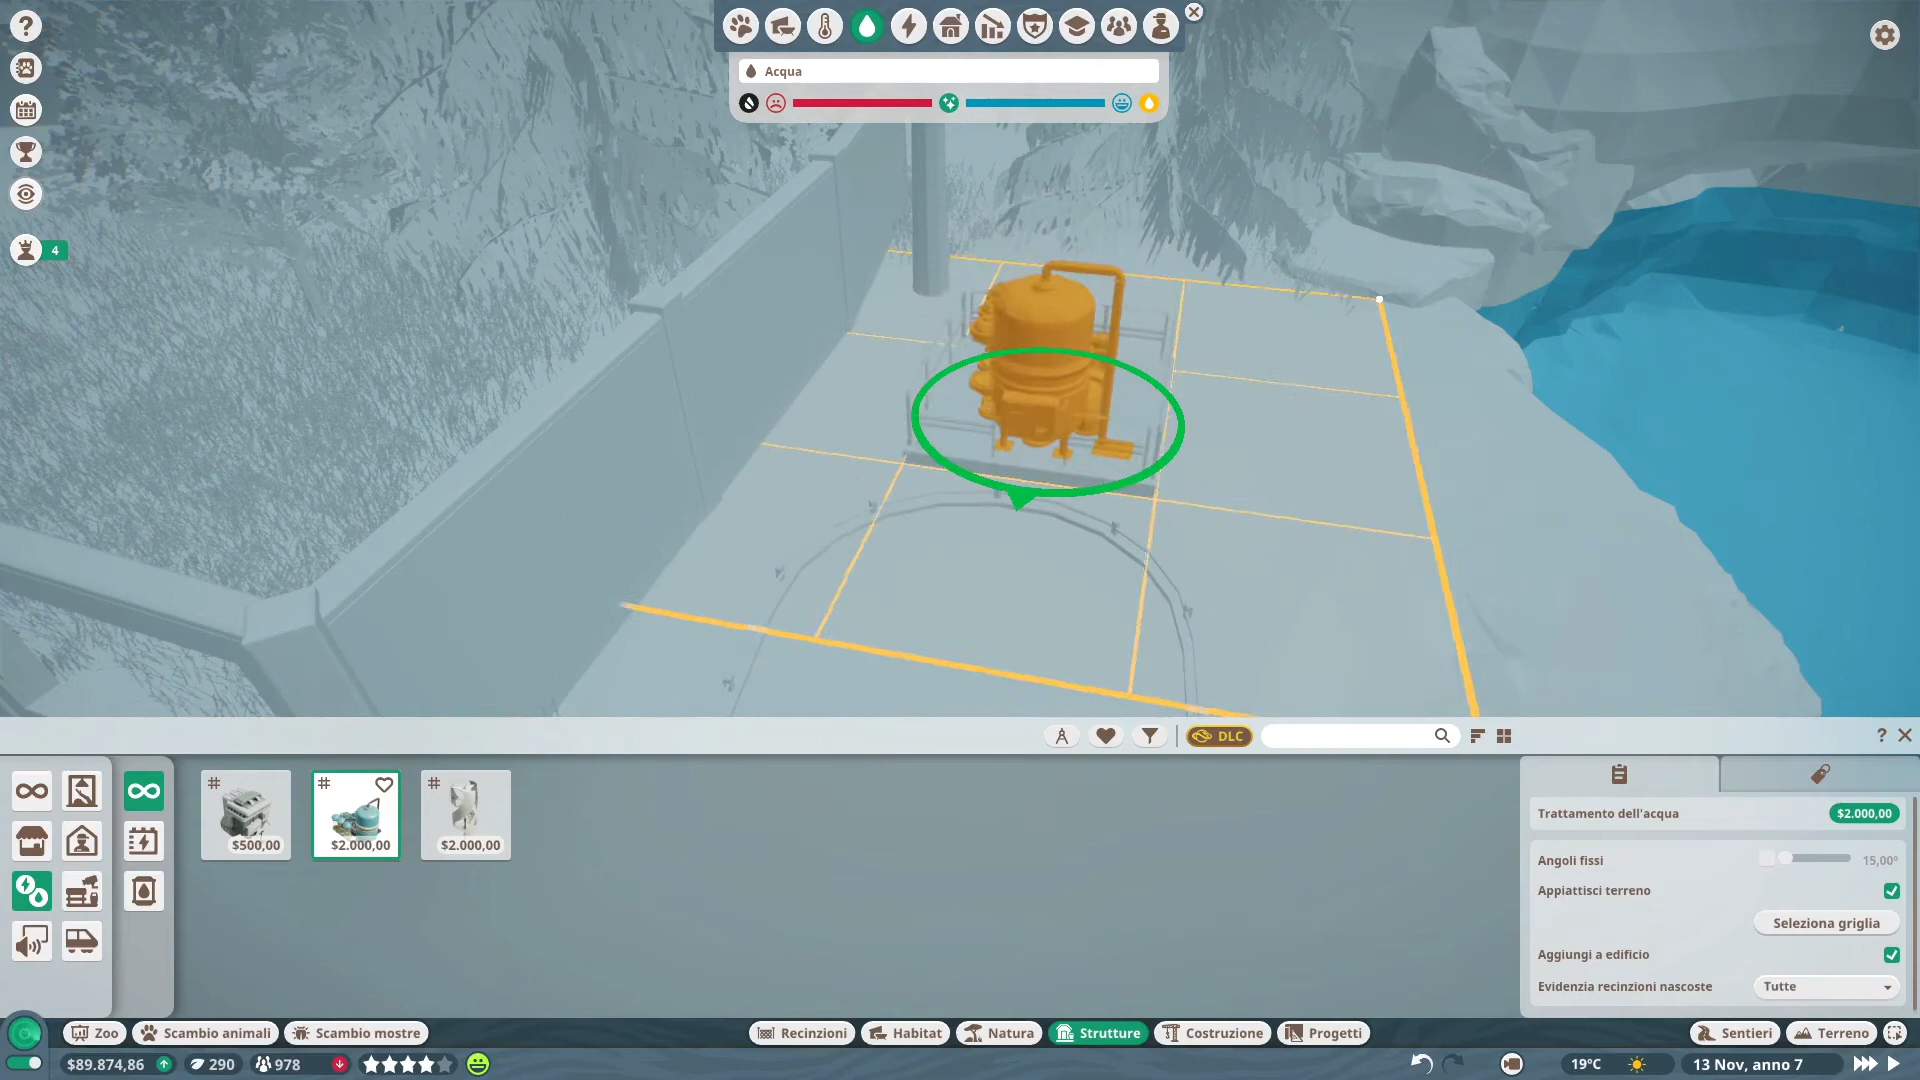 Acqua
4
DLC
$500,00
$2.000,00
$2.000,00
Trattamento dell'acqua
$2.000,00
Angoli fissi
15,00°
Appiattisci terreno
Seleziona griglia
Aggiungi a edificio
Evidenzia recinzioni nascoste
Tutte
Zoo
Scambio animali
Scambio mostre
Recinzioni
Habitat
Natura
Strutture
Costruzione
Progetti
Sentieri
Terreno
$89.874,86
290
978
19°C
13 Nov, anno 7